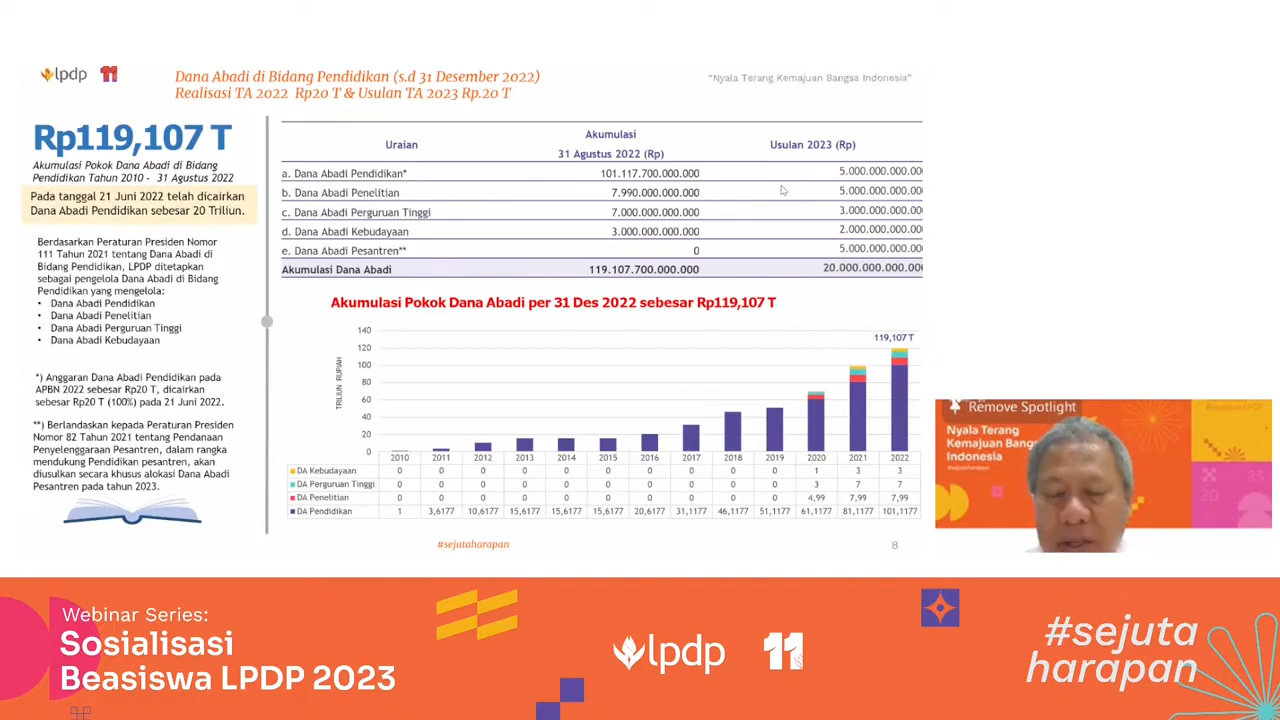 lpdp 11
Dana Abadi di Bidang Pendidikan (s.d 31 Desember 2022)
Realisasi TA 2022 Rp20 T & Usulan TA 2023 Rp.20 T
“Nyala Terang Kemajuan Bangsa Indonesia”
Rp119,107 T
Akumulasi Pokok Dana Abadi di Bidang
Pendidikan Tahun 2010 - 31 Agustus 2022
Pada tanggal 21 Juni 2022 telah dicairkan
Dana Abadi Pendidikan sebesar 20 Triliun.
Berdasarkan Peraturan Presiden Nomor
111 Tahun 2021 tentang Dana Abadi di
Bidang Pendidikan, LPDP ditetapkan
sebagai pengelola Dana Abadi di Bidang
Pendidikan yang mengelola:
• Dana Abadi Pendidikan
• Dana Abadi Penelitian
• Dana Abadi Perguruan Tinggi
• Dana Abadi Kebudayaan
*) Anggaran Dana Abadi Pendidikan pada
APBN 2022 sebesar Rp20 T, dicairkan
sebesar Rp20 T (100%) pada 21 Juni 2022.
**) Berlandaskan kepada Peraturan Presiden
Nomor 82 Tahun 2021 tentang Pendanaan
Penyelenggaraan Pesantren, dalam rangka
mendukung Pendidikan pesantren, akan
diusulkan secara khusus alokasi Dana Abadi
Pesantren pada tahun 2023.
Uraian Akumulasi 31 Agustus 2022 (Rp) Usulan 2023 (Rp)
a. Dana Abadi Pendidikan* 101.117.700.000.000 5.000.000.000.000
b. Dana Abadi Penelitian 7.990.000.000.000 5.000.000.000.000
c. Dana Abadi Perguruan Tinggi 7.000.000.000.000 3.000.000.000.000
d. Dana Abadi Kebudayaan 3.000.000.000.000 2.000.000.000.000
e. Dana Abadi Pesantren** 0 5.000.000.000.000
Akumulasi Dana Abadi 119.107.700.000.000 20.000.000.000.00
Akumulasi Pokok Dana Abadi per 31 Des 2022 sebesar Rp119,107 T
TRILIUN RUPIAH
140
120
100
80
60
40
20
0
119,107 T
2010 2011 2012 2013 2014 2015 2016 2017 2018 2019 2020 2021 2022
DA Kebudayaan 0 0 0 0 0 0 0 0 0 0 1 3 3
DA Perguruan Tinggi 0 0 0 0 0 0 0 0 0 0 3 7 7
DA Penelitian 0 0 0 0 0 0 0 0 0 0 4,99 7,99 7,99
DA Pendidikan 1 3,6177 10,6177 15,6177 15,6177 15,6177 20,6177 31,1177 46,1177 51,1177 61,1177 81,1177 101,1177
#sejutaharapan
8
Remove Spotlight
Nyala Terang
Kemajuan Bangsa
Indonesia
#sejutaharapan
Beasiswa LPDP
20 23
Webinar Series:
Sosialisasi
Beasiswa LPDP 2023
lpdp 11
#sejuta
harapan